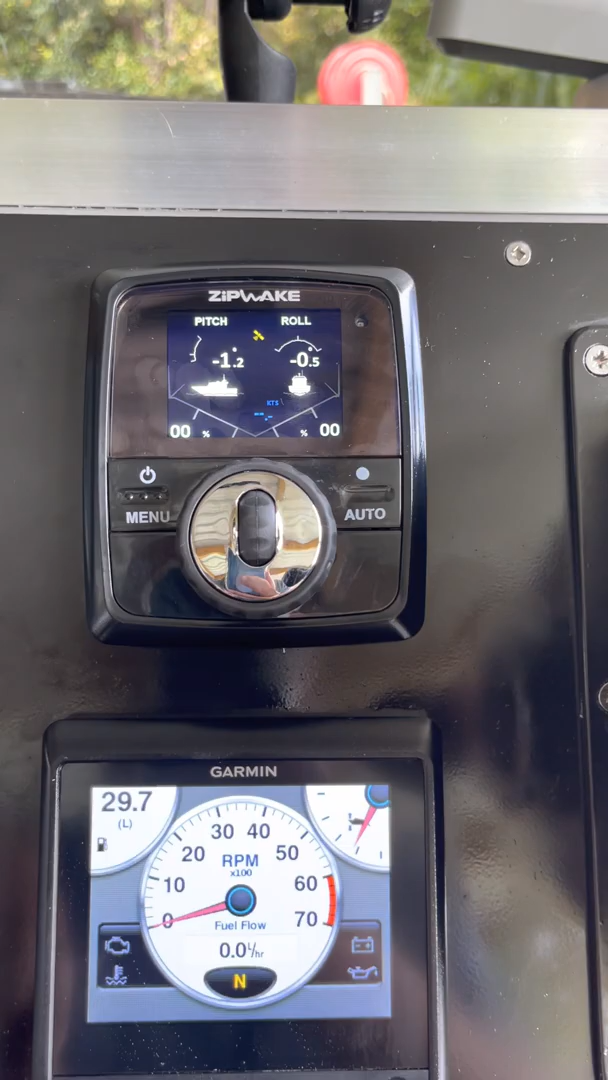 ZIPWAKE
PITCH ROLL
-1.2° -0.5°
KTS
--.-
00 % % 00
MENU AUTO
GARMIN
29.7
(L)
30 40
20 50
RPM
x100
10 60
0 70
Fuel Flow
0.0 L/hr
N